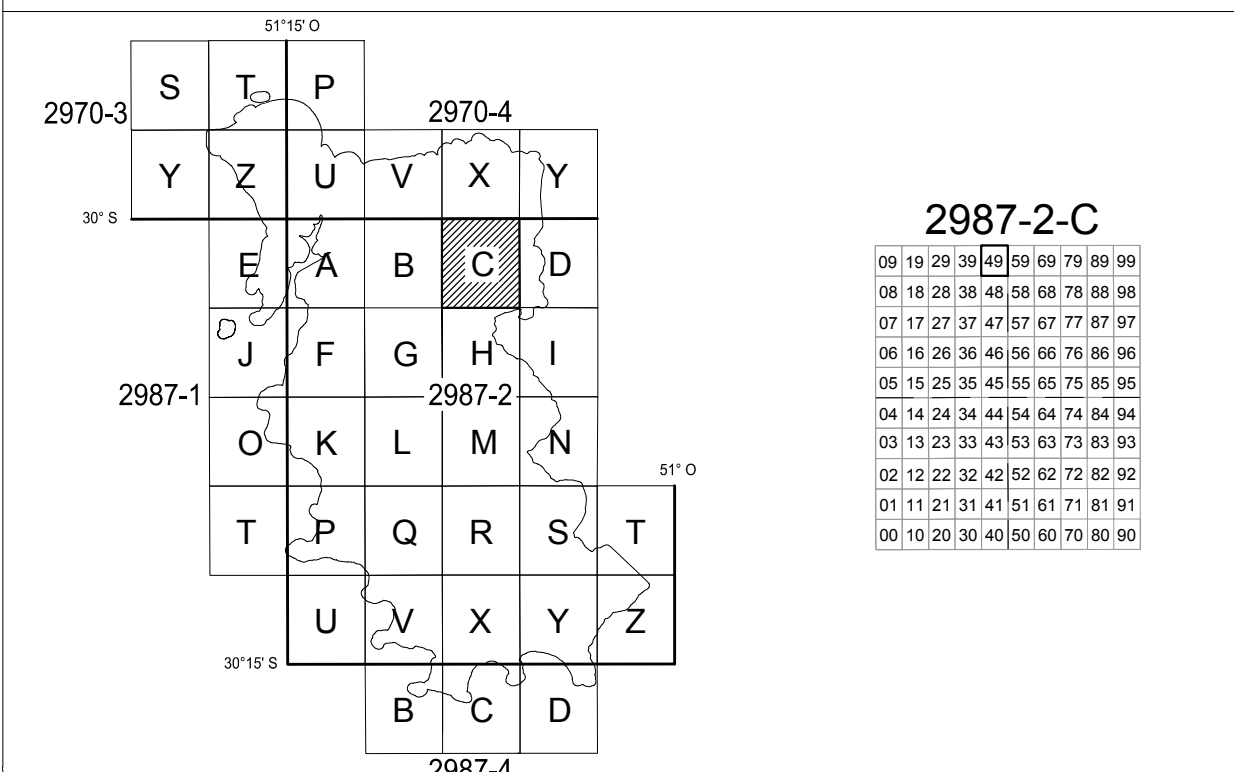 51°15' O
S T P
2970-3 2970-4
Y Z U V X Y
30° S
E A B C D
J F G H I
2987-1 2987-2
O K L M N
51° O
T P Q R S T
U V X Y Z
30°15' S
B C D
2987-4
2987-2-C
09 19 29 39 49 59 69 79 89 99
08 18 28 38 48 58 68 78 88 98
07 17 27 37 47 57 67 77 87 97
06 16 26 36 46 56 66 76 86 96
05 15 25 35 45 55 65 75 85 95
04 14 24 34 44 54 64 74 84 94
03 13 23 33 43 53 63 73 83 93
02 12 22 32 42 52 62 72 82 92
01 11 21 31 41 51 61 71 81 91
00 10 20 30 40 50 60 70 80 90